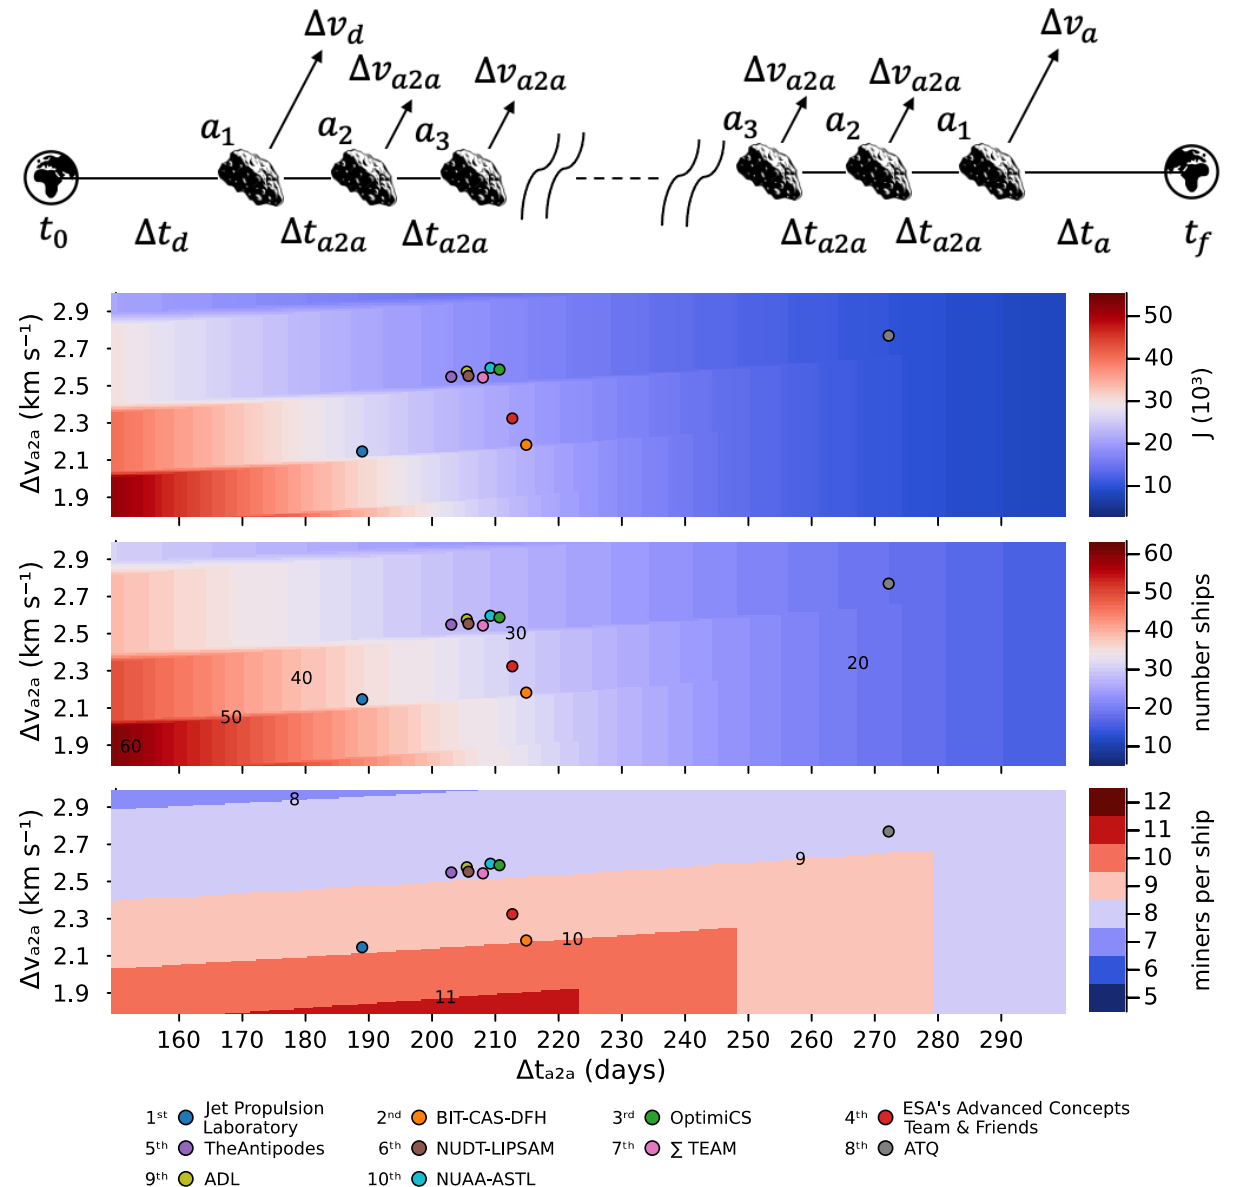 Δv_d Δv_a
Δv_a2a Δv_a2a Δv_a2a Δv_a2a
a_1 a_2 a_3 a_3 a_2 a_1
t_0 Δt_d Δt_a2a Δt_a2a Δt_a2a Δt_a2a Δt_a t_f
Δvₐ₂ₐ (km s⁻¹)
2.9
2.7
2.5
2.3
2.1
1.9
50
40
30
20
10
J (10³)
Δvₐ₂ₐ (km s⁻¹)
2.9
2.7
2.5
2.3
2.1
1.9
30
40
20
50
60
60
50
40
30
20
10
number ships
Δvₐ₂ₐ (km s⁻¹)
2.9
2.7
2.5
2.3
2.1
1.9
8
9
10
11
12
11
10
9
8
7
6
5
miners per ship
160 170 180 190 200 210 220 230 240 250 260 270 280 290
Δtₐ₂ₐ (days)
1ˢᵗ Jet Propulsion
Laboratory
2ⁿᵈ BIT-CAS-DFH
3ʳᵈ OptimiCS
4ᵗʰ ESA's Advanced Concepts
Team & Friends
5ᵗʰ TheAntipodes
6ᵗʰ NUDT-LIPSAM
7ᵗʰ ∑ TEAM
8ᵗʰ ATQ
9ᵗʰ ADL
10ᵗʰ NUAA-ASTL